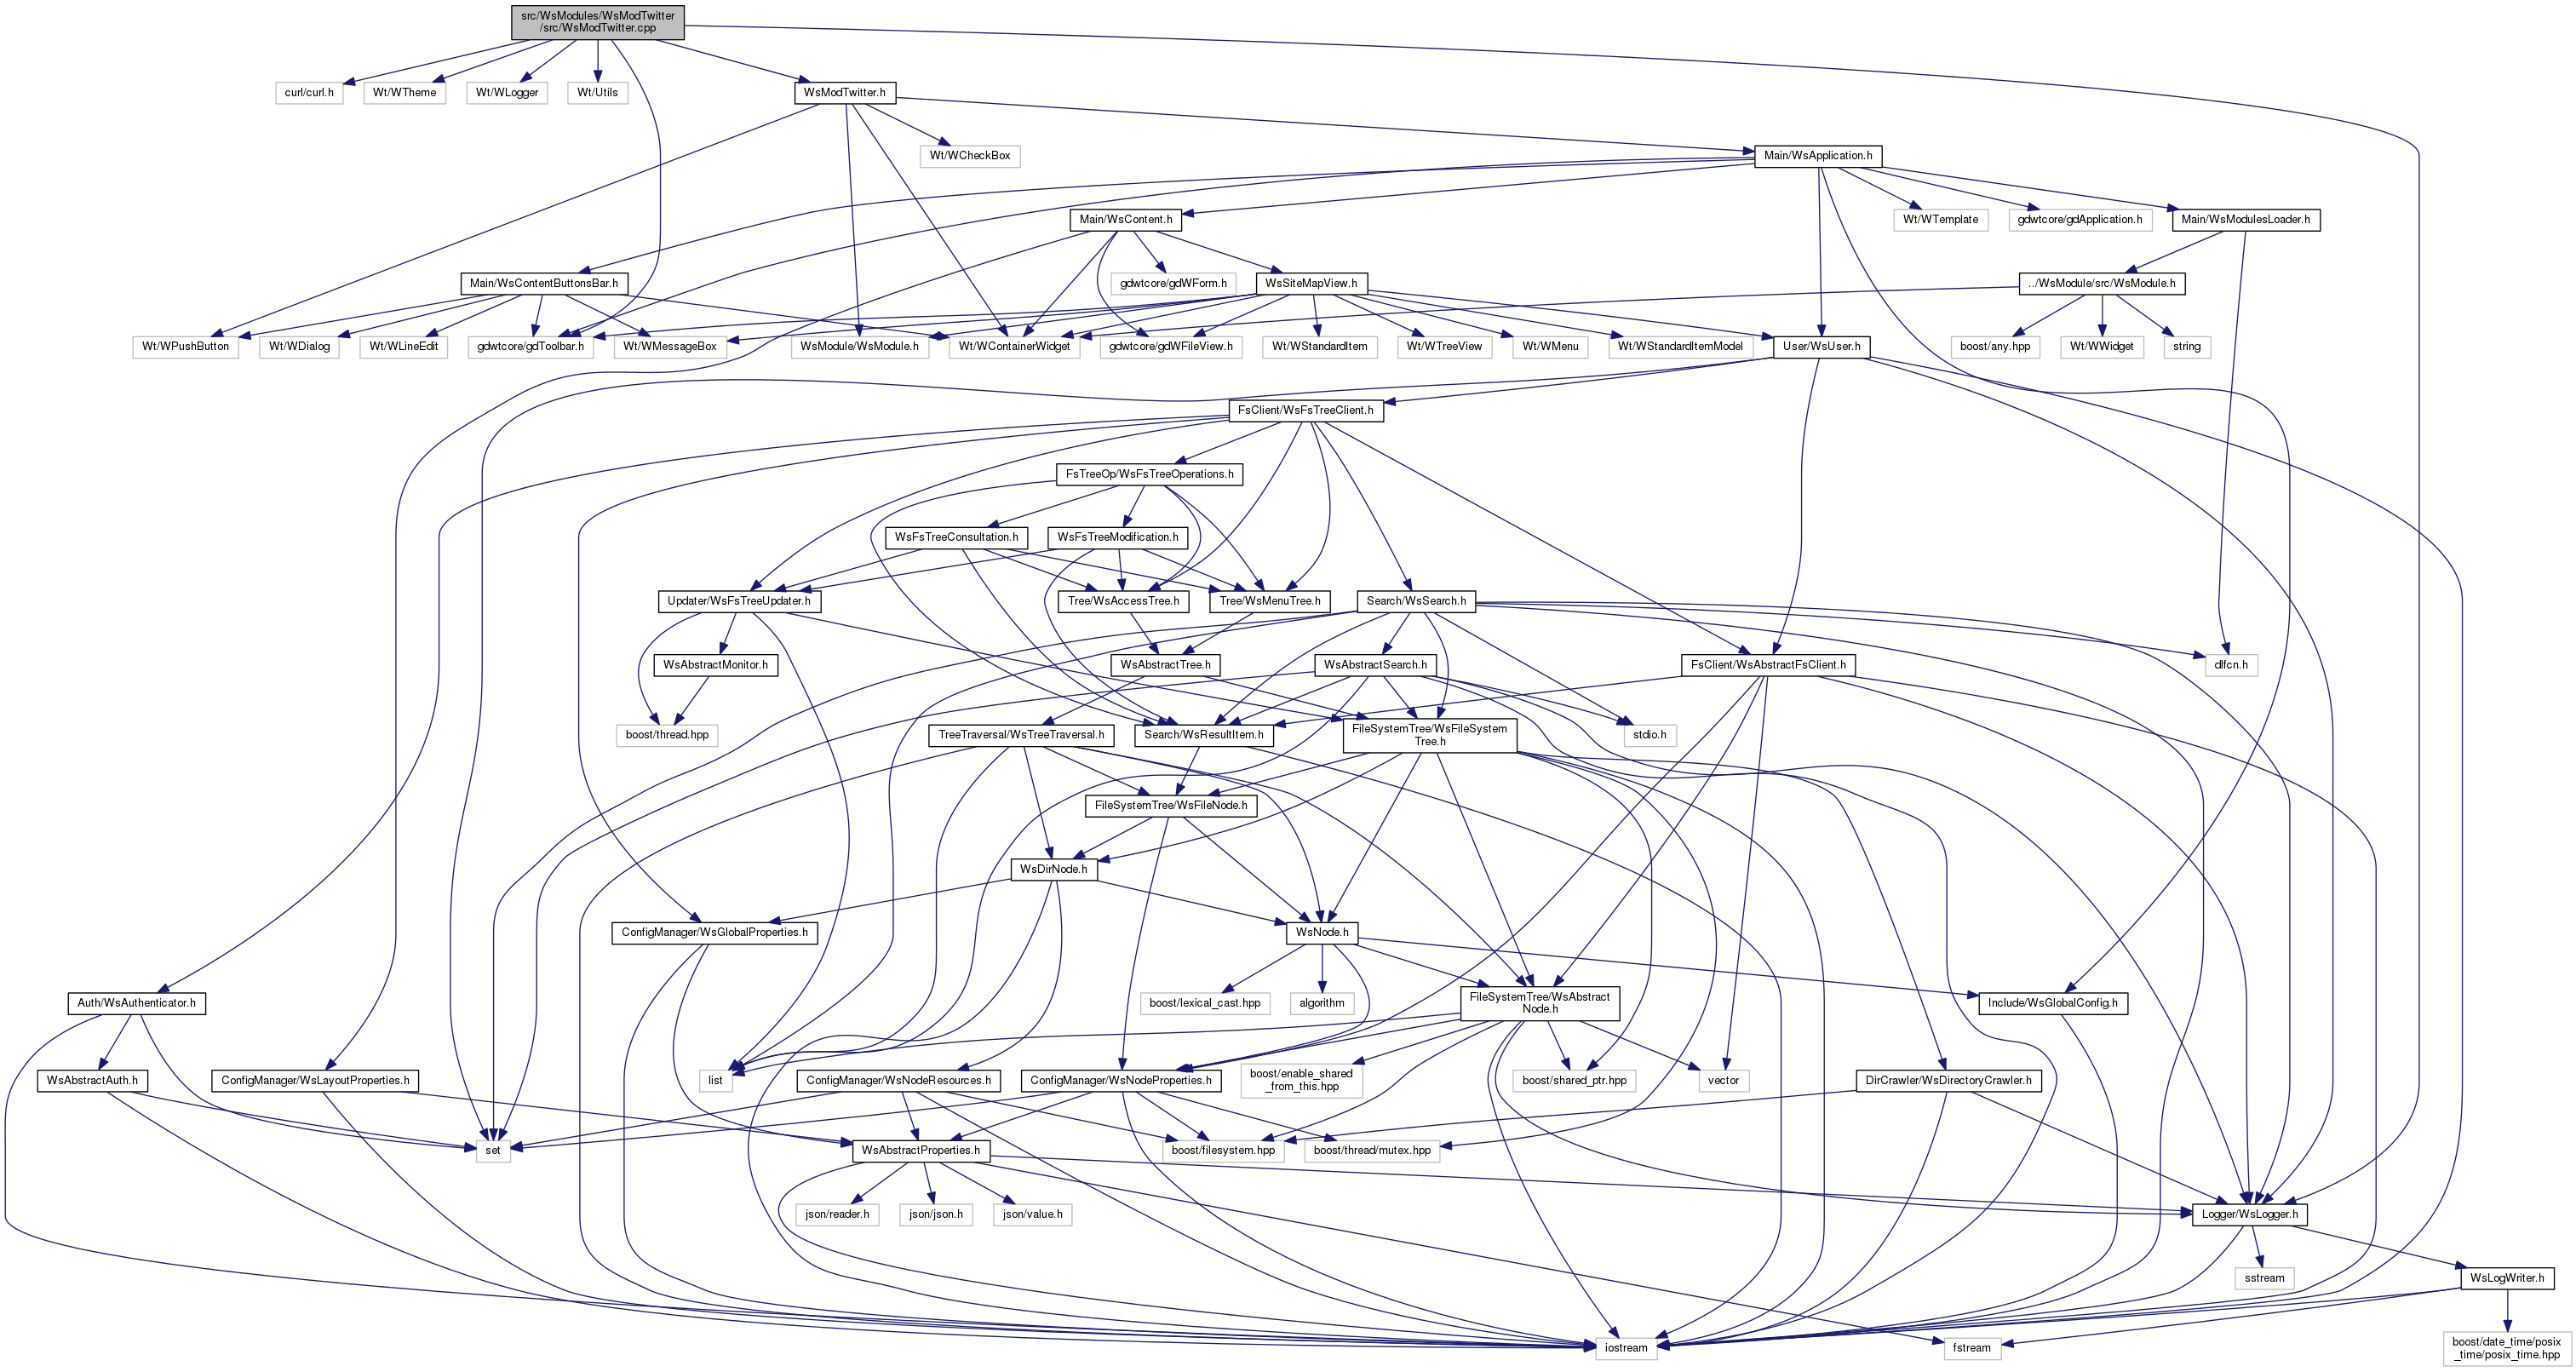 src/WsModules/WsModTwitter
/src/WsModTwitter.cpp
curl/curl.h
Wt/WTheme
Wt/WLogger
Wt/Utils
WsModTwitter.h
Wt/WCheckBox
Main/WsApplication.h
Main/WsContent.h
Wt/WTemplate
gdwtcore/gdApplication.h
Main/WsModulesLoader.h
Main/WsContentButtonsBar.h
gdwtcore/gdWForm.h
WsSiteMapView.h
../WsModule/src/WsModule.h
Wt/WPushButton
Wt/WDialog
Wt/WLineEdit
gdwtcore/gdToolbar.h
Wt/WMessageBox
WsModule/WsModule.h
Wt/WContainerWidget
gdwtcore/gdWFileView.h
Wt/WStandardItem
Wt/WTreeView
Wt/WMenu
Wt/WStandardItemModel
User/WsUser.h
boost/any.hpp
Wt/WWidget
string
FsClient/WsFsTreeClient.h
FsTreeOp/WsFsTreeOperations.h
WsFsTreeConsultation.h
WsFsTreeModification.h
Updater/WsFsTreeUpdater.h
Tree/WsAccessTree.h
Tree/WsMenuTree.h
Search/WsSearch.h
WsAbstractMonitor.h
WsAbstractTree.h
WsAbstractSearch.h
FsClient/WsAbstractFsClient.h
dlfcn.h
boost/thread.hpp
TreeTraversal/WsTreeTraversal.h
Search/WsResultItem.h
FileSystemTree/WsFileSystem
Tree.h
stdio.h
FileSystemTree/WsFileNode.h
WsDirNode.h
ConfigManager/WsGlobalProperties.h
WsNode.h
Auth/WsAuthenticator.h
boost/lexical_cast.hpp
algorithm
FileSystemTree/WsAbstract
Node.h
Include/WsGlobalConfig.h
WsAbstractAuth.h
ConfigManager/WsLayoutProperties.h
list
ConfigManager/WsNodeResources.h
ConfigManager/WsNodeProperties.h
boost/enable_shared
_from_this.hpp
boost/shared_ptr.hpp
vector
DirCrawler/WsDirectoryCrawler.h
set
WsAbstractProperties.h
boost/filesystem.hpp
boost/thread/mutex.hpp
json/reader.h
json/json.h
json/value.h
Logger/WsLogger.h
sstream
WsLogWriter.h
iostream
fstream
boost/date_time/posix
_time/posix_time.hpp